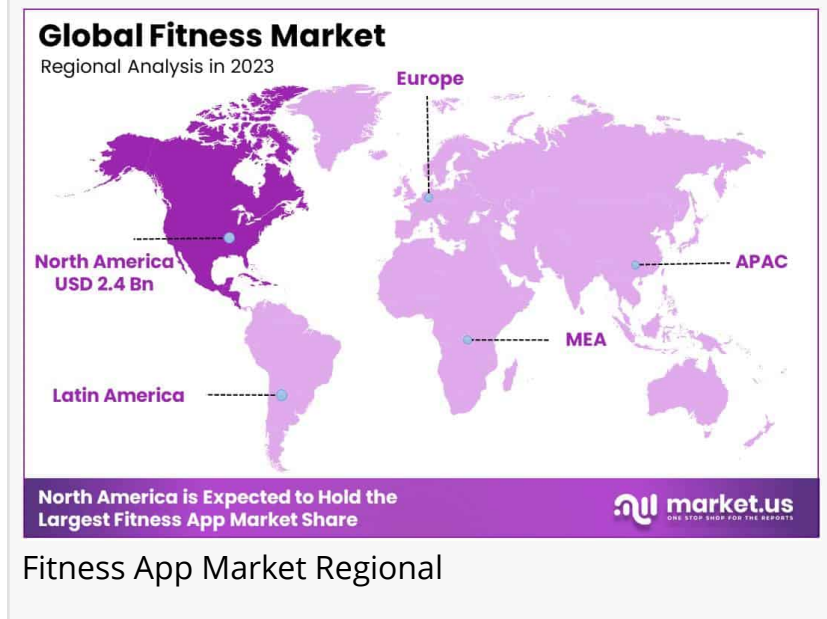 Global Fitness Market
Regional Analysis in 2023
Europe
North America
USD 2.4 Bn
APAC
MEA
Latin America
North America is Expected to Hold the
Largest Fitness App Market Share
market.us
ONE STOP SHOP FOR THE REPORTS
Fitness App Market Regional